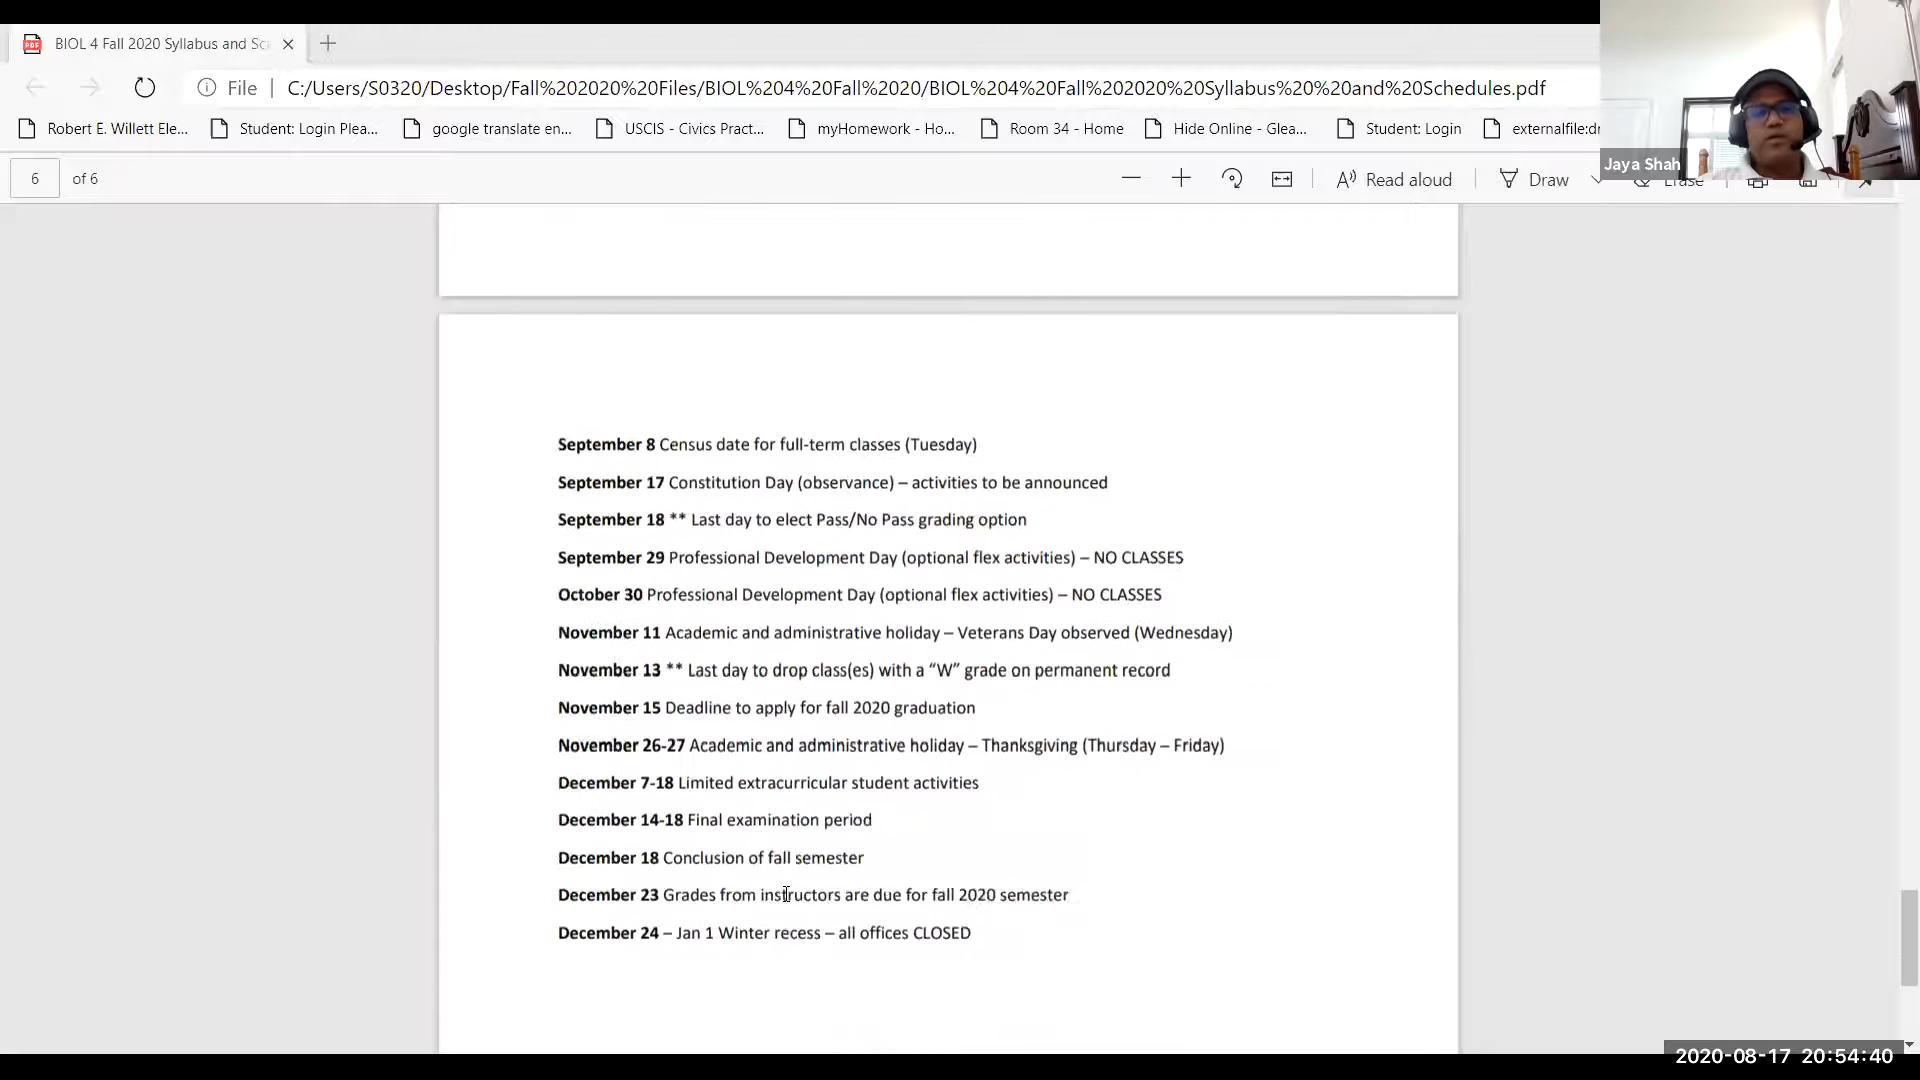 BIOL 4 Fall 2020 Syllabus and Sc
File
C:/Users/S0320/Desktop/Fall%202020%20Files/BIOL%204%20Fall%2020/BIOL%204%20Fall%202020%20Syllabus%20%20and%20Schedules.pdf
Robert E. Willett Ele...
Student: Login Plea...
google translate en...
USCIS - Civics Pract...
myHomework - Ho...
Room 34 - Home
Hide Online - Glea...
Student: Login
externalfile:dr
Jaya Shah
6 of 6
Read aloud
Draw
Erase
September 8 Census date for full-term classes (Tuesday)
September 17 Constitution Day (observance) – activities to be announced
September 18 ** Last day to elect Pass/No Pass grading option
September 29 Professional Development Day (optional flex activities) – NO CLASSES
October 30 Professional Development Day (optional flex activities) – NO CLASSES
November 11 Academic and administrative holiday – Veterans Day observed (Wednesday)
November 13 ** Last day to drop class(es) with a “W” grade on permanent record
November 15 Deadline to apply for fall 2020 graduation
November 26-27 Academic and administrative holiday – Thanksgiving (Thursday – Friday)
December 7-18 Limited extracurricular student activities
December 14-18 Final examination period
December 18 Conclusion of fall semester
December 23 Grades from instructors are due for fall 2020 semester
December 24 – Jan 1 Winter recess – all offices CLOSED
2020-08-17 20:54:40